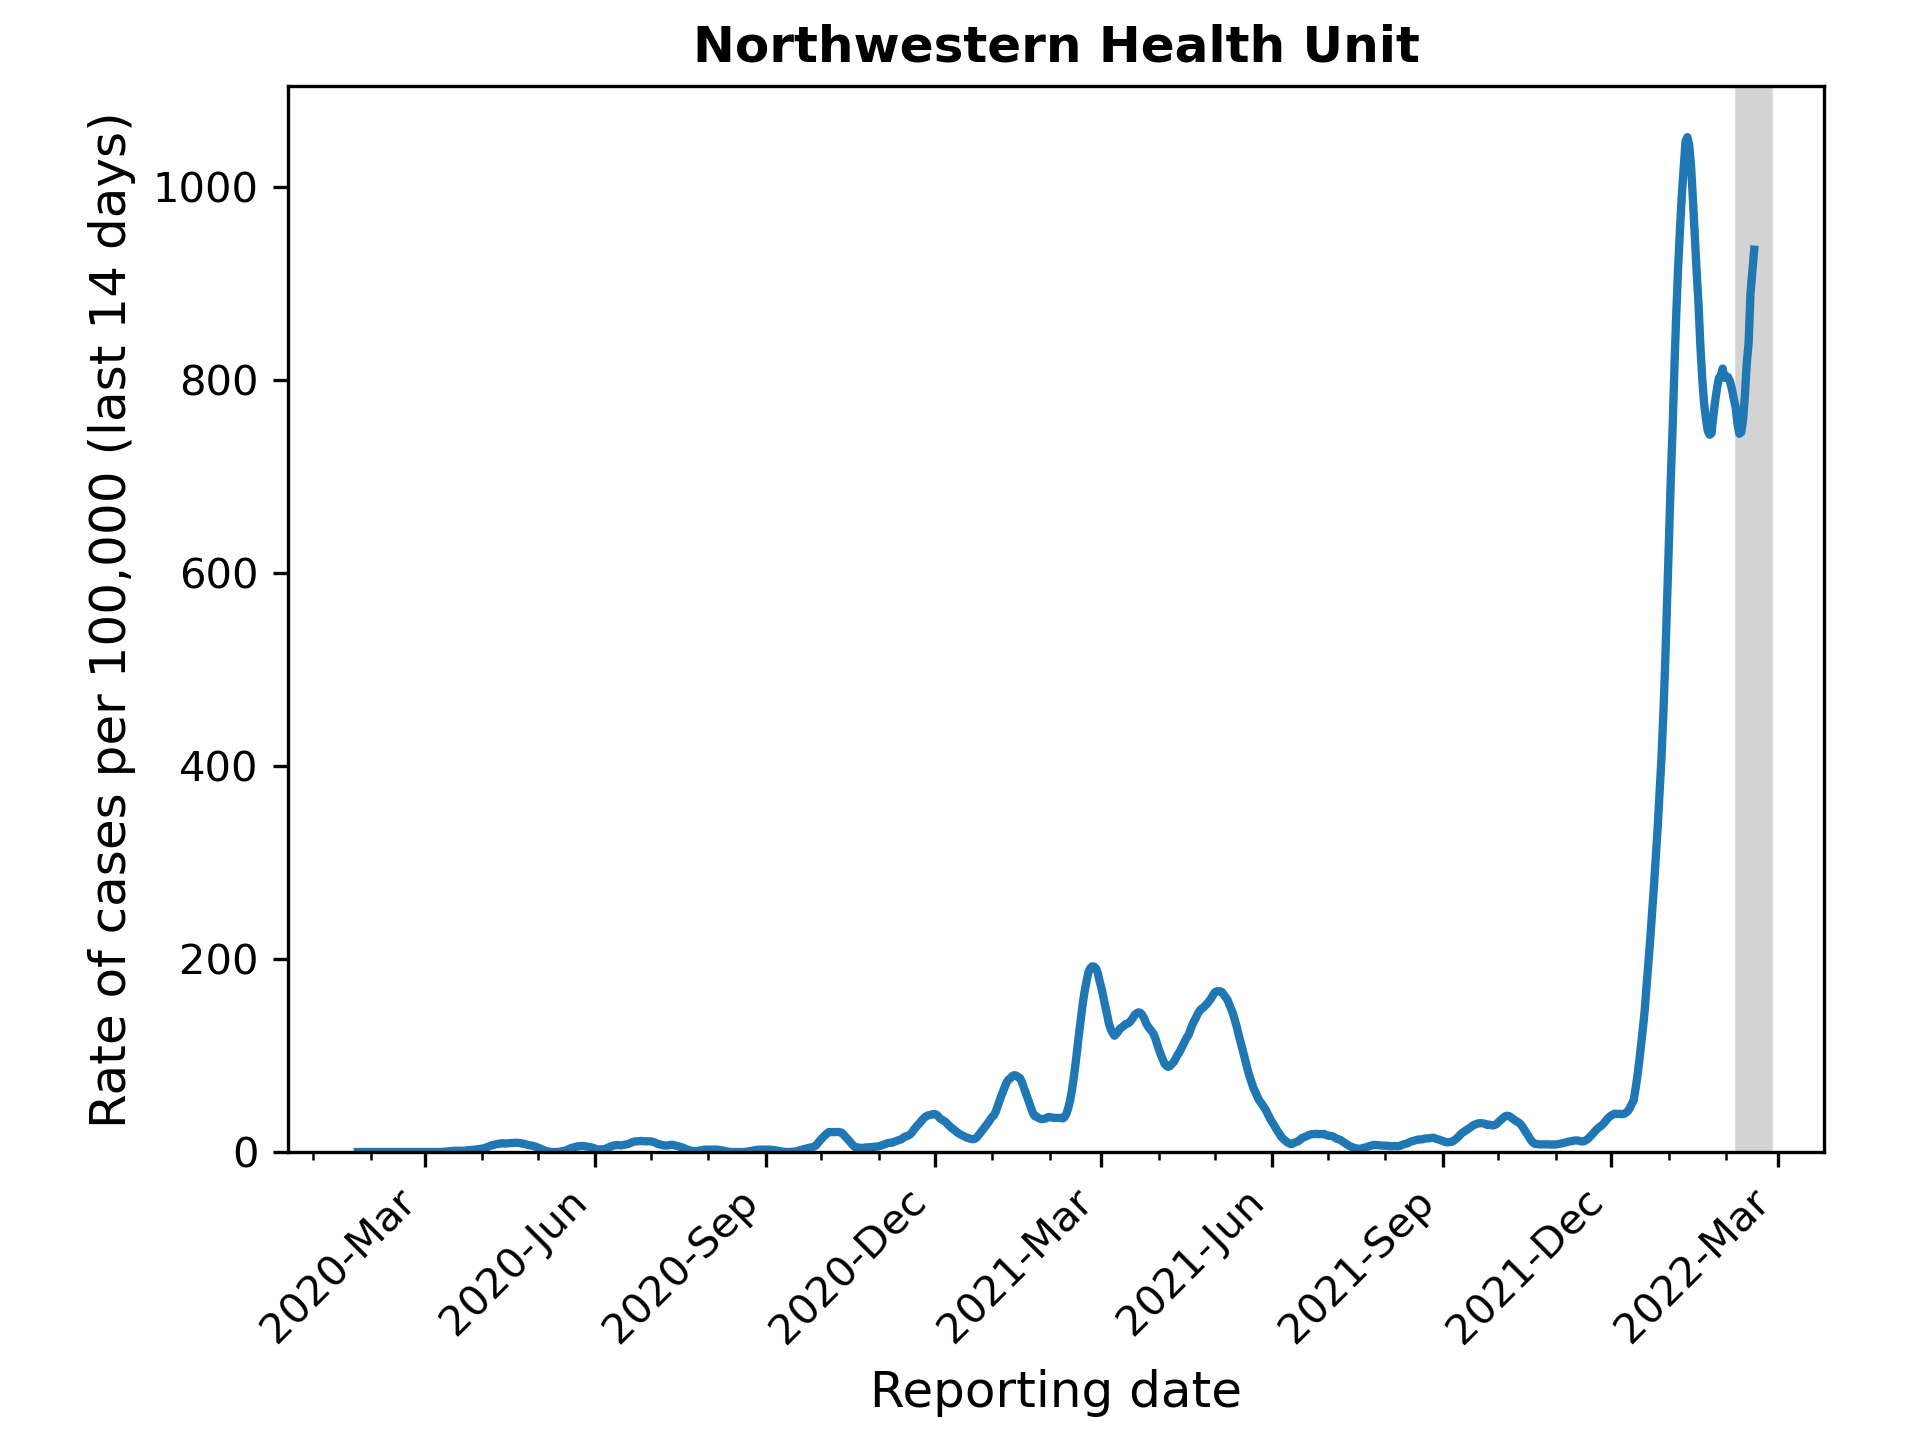 Northwestern Health Unit
Rate of cases per 100,000 (last 14 days)
1000
800
600
400
200
0
2020-Mar
2020-Jun
2020-Sep
2020-Dec
2021-Mar
2021-Jun
2021-Sep
2021-Dec
2022-Mar
Reporting date